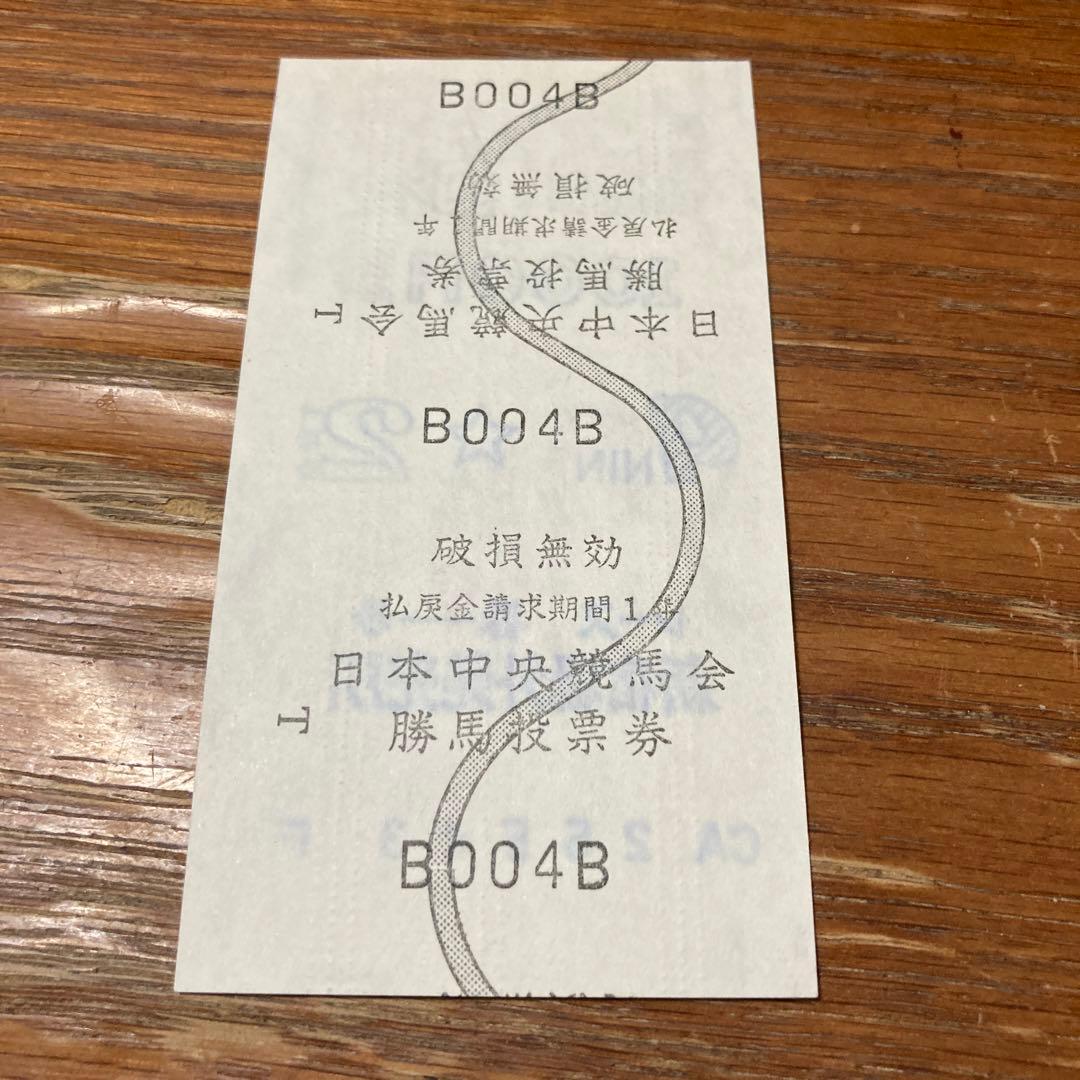 B004B
破損無効
払戻金請求期間1年
勝馬投票券
日本中央競馬会
T
B004B
破損無効
払戻金請求期間1年
日本中央競馬会
T
勝馬投票券
B004B